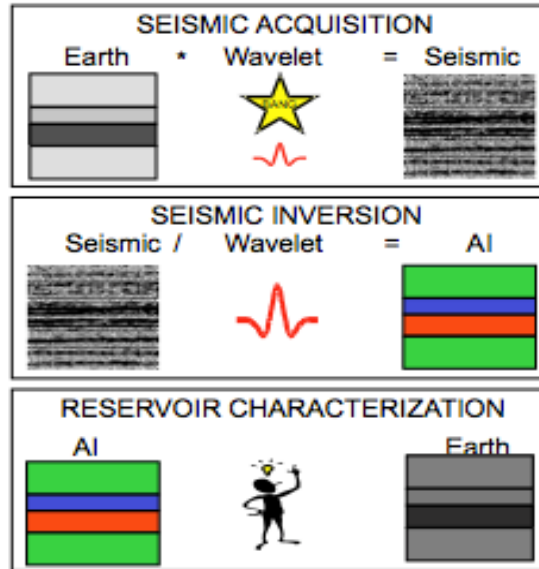 SEISMIC ACQUISITION
Earth * Wavelet = Seismic
BANG
SEISMIC INVERSION
Seismic / Wavelet = AI
RESERVOIR CHARACTERIZATION
AI Earth